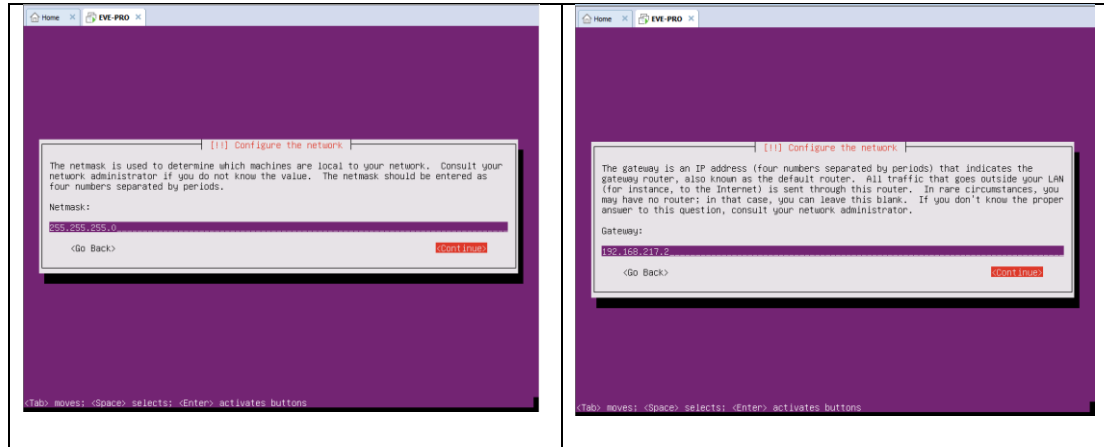 Home × EVE-PRO ×
[!!] Configure the network
The netmask is used to determine which machines are local to your network. Consult your
network administrator if you do not know the value. The netmask should be entered as
four numbers separated by periods.
Netmask:
255.255.255.0
<Go Back> <Continue>
<Tab> moves; <Space> selects; <Enter> activates buttons
Home × EVE-PRO ×
[!!] Configure the network
The gateway is an IP address (four numbers separated by periods) that indicates the
gateway router, also known as the default router. All traffic that goes outside your LAN
(for instance, to the Internet) is sent through this router. In rare circumstances, you
may have no router; in that case, you can leave this blank. If you don't know the proper
answer to this question, consult your network administrator.
Gateway:
192.168.217.2
<Go Back> <Continue>
<Tab> moves; <Space> selects; <Enter> activates buttons